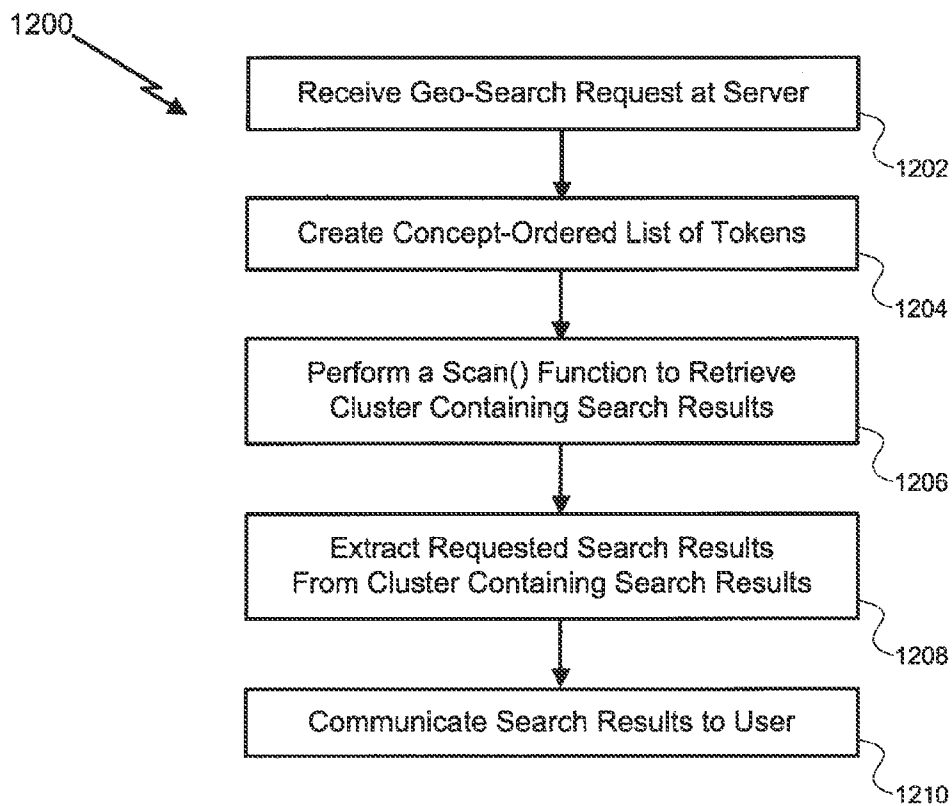 1200
Receive Geo-Search Request at Server
1202
Create Concept-Ordered List of Tokens
1204
Perform a Scan() Function to Retrieve
Cluster Containing Search Results
1206
Extract Requested Search Results
From Cluster Containing Search Results
1208
Communicate Search Results to User
1210